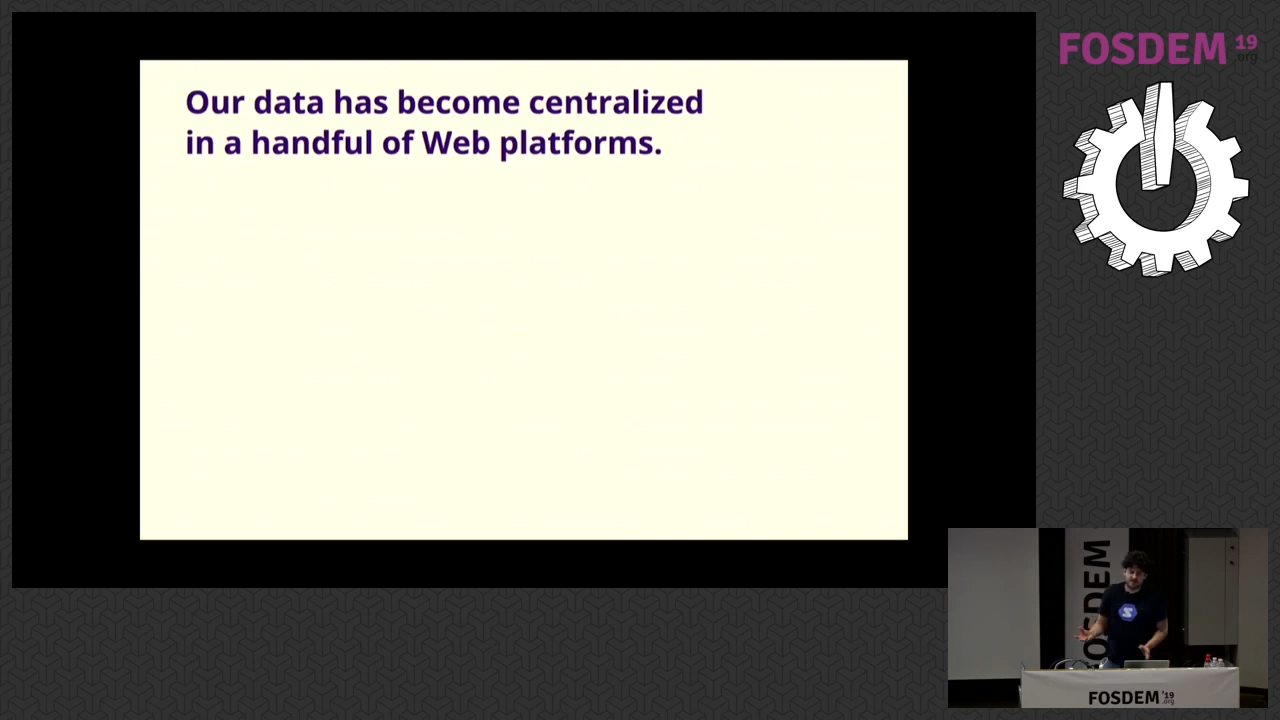 Our data has become centralized
in a handful of Web platforms.
FOSDEM 19
.org
FOSDEM
S
FOSDEM '19
.org